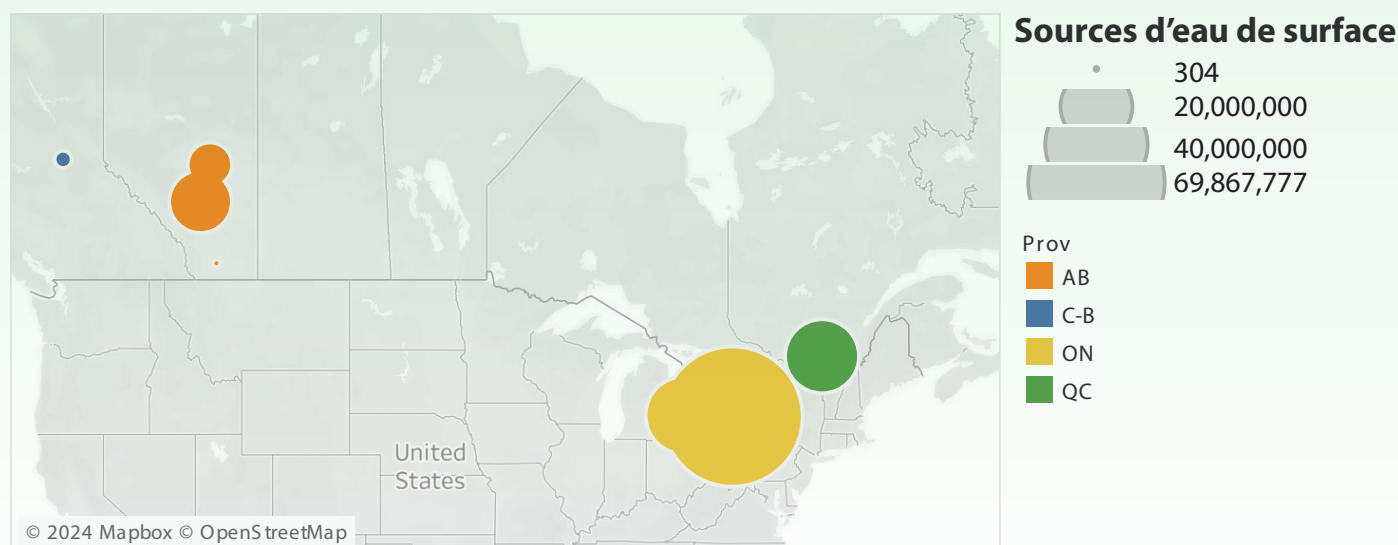 Sources d’eau de surface
304
20,000,000
40,000,000
69,867,777
Prov
AB
C-B
ON
QC
United
States
© 2024 Mapbox © OpenStreetMap